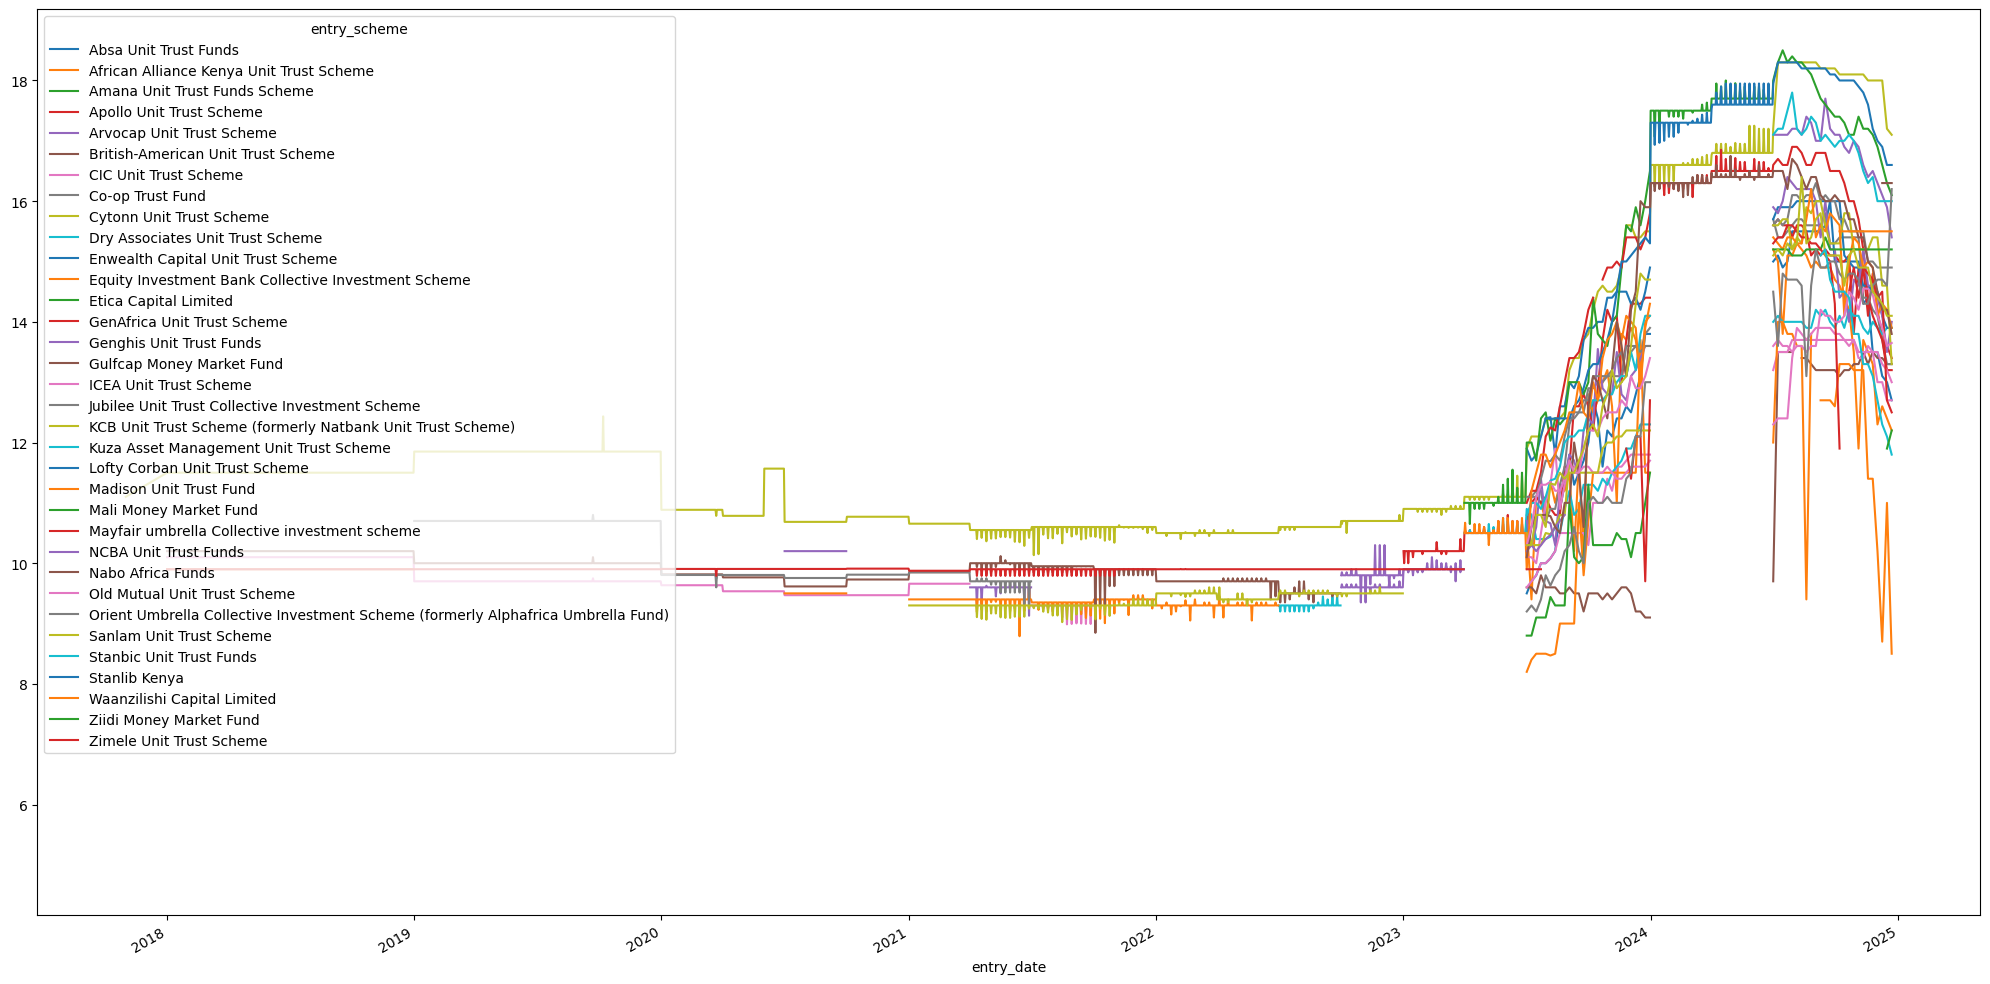 entry_scheme
Absa Unit Trust Funds
African Alliance Kenya Unit Trust Scheme
Amana Unit Trust Funds Scheme
Apollo Unit Trust Scheme
Arvocap Unit Trust Scheme
British-American Unit Trust Scheme
CIC Unit Trust Scheme
Co-op Trust Fund
Cytonn Unit Trust Scheme
Dry Associates Unit Trust Scheme
Enwealth Capital Unit Trust Scheme
Equity Investment Bank Collective Investment Scheme
Etica Capital Limited
GenAfrica Unit Trust Scheme
Genghis Unit Trust Funds
Gulfcap Money Market Fund
ICEA Unit Trust Scheme
Jubilee Unit Trust Collective Investment Scheme
KCB Unit Trust Scheme (formerly Natbank Unit Trust Scheme)
Kuza Asset Management Unit Trust Scheme
Lofty Corban Unit Trust Scheme
Madison Unit Trust Fund
Mali Money Market Fund
Mayfair umbrella Collective investment scheme
NCBA Unit Trust Funds
Nabo Africa Funds
Old Mutual Unit Trust Scheme
Orient Umbrella Collective Investment Scheme (formerly Alphafrica Umbrella Fund)
Sanlam Unit Trust Scheme
Stanbic Unit Trust Funds
Stanlib Kenya
Waanzilishi Capital Limited
Ziidi Money Market Fund
Zimele Unit Trust Scheme
18
16
14
12
10
8
6
2018 2019 2020 2021 2022 2023 2024 2025
entry_date